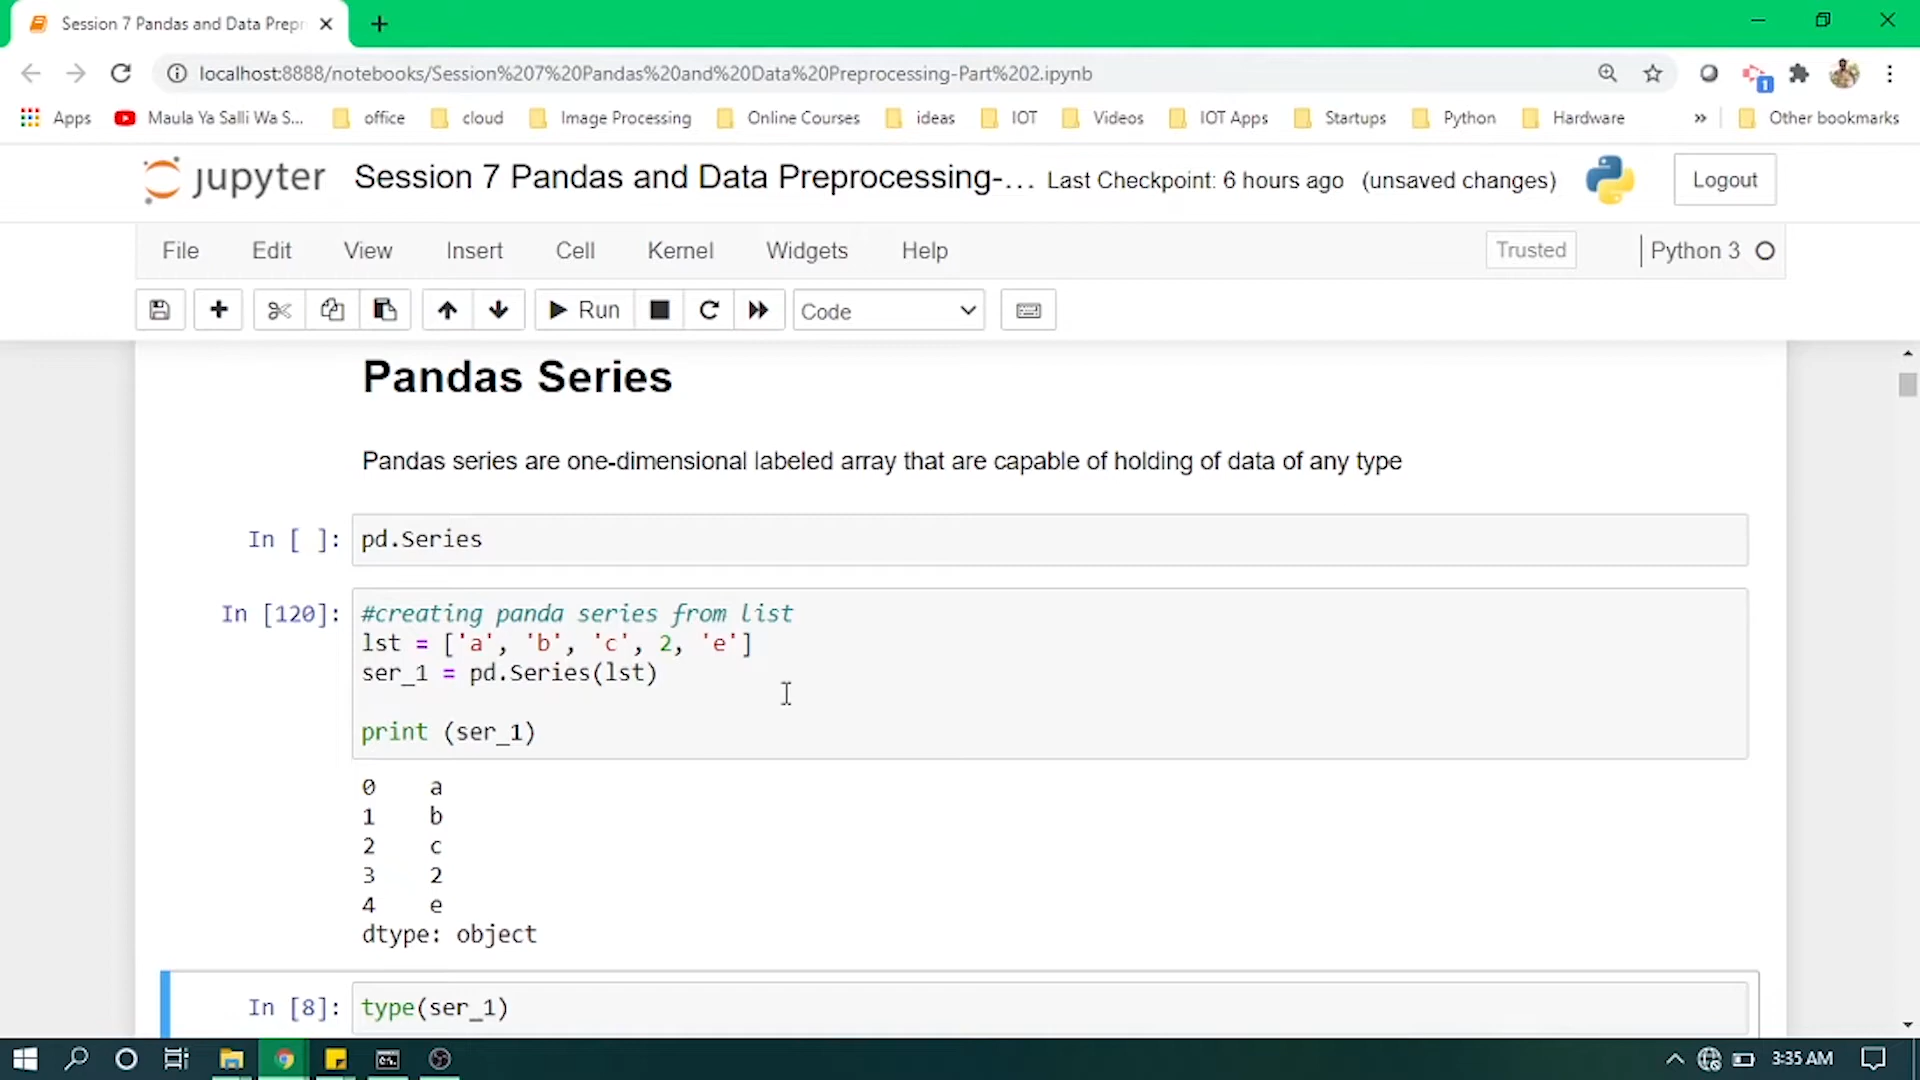 Session 7 Pandas and Data Prepr
localhost:8888/notebooks/Session%207%20Pandas%20and%20Data%20Preprocessing-Part%202.ipynb
1
Apps Maula Ya Salli Wa S... office cloud Image Processing Online Courses ideas IOT Videos IOT Apps Startups Python Hardware » Other bookmarks
jupyter Session 7 Pandas and Data Preprocessing-... Last Checkpoint: 6 hours ago (unsaved changes) Logout
File Edit View Insert Cell Kernel Widgets Help Trusted Python 3
Run Code
Pandas Series
Pandas series are one-dimensional labeled array that are capable of holding of data of any type
In [ ]: pd.Series
In [120]: #creating panda series from list
lst = ['a', 'b', 'c', 2, 'e']
ser_1 = pd.Series(lst)
print (ser_1)
0 a
1 b
2 c
3 2
4 e
dtype: object
In [8]: type(ser_1)
3:35 AM